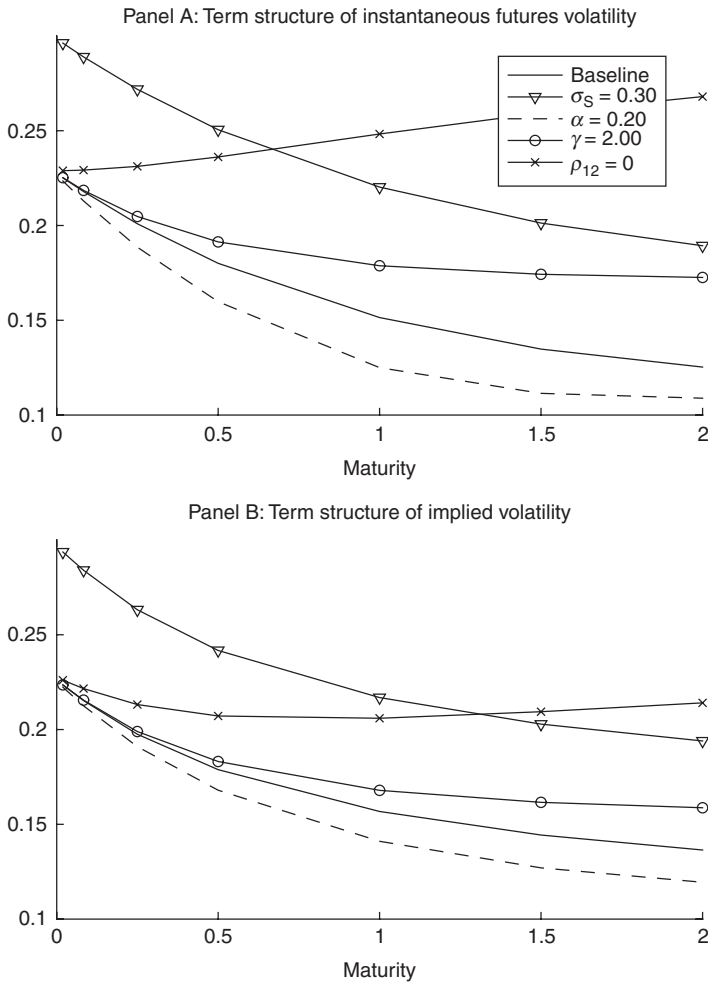 Panel A: Term structure of instantaneous futures volatility
Baseline
σS = 0.30
α = 0.20
γ = 2.00
ρ12 = 0
0.25
0.2
0.15
0.1
0
0.5
1
1.5
2
Maturity
Panel B: Term structure of implied volatility
0.25
0.2
0.15
0.1
0
0.5
1
1.5
2
Maturity